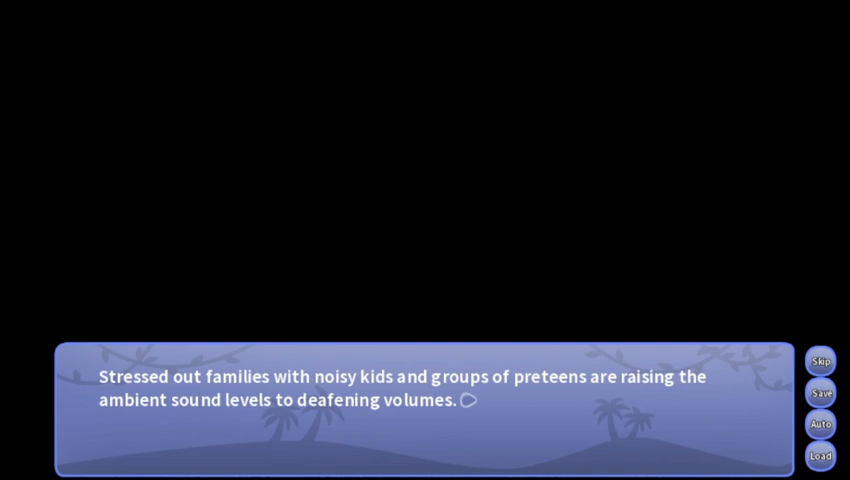 Stressed out families with noisy kids and groups of preteens are raising the
ambient sound levels to deafening volumes.
Skip
Save
Auto
Load